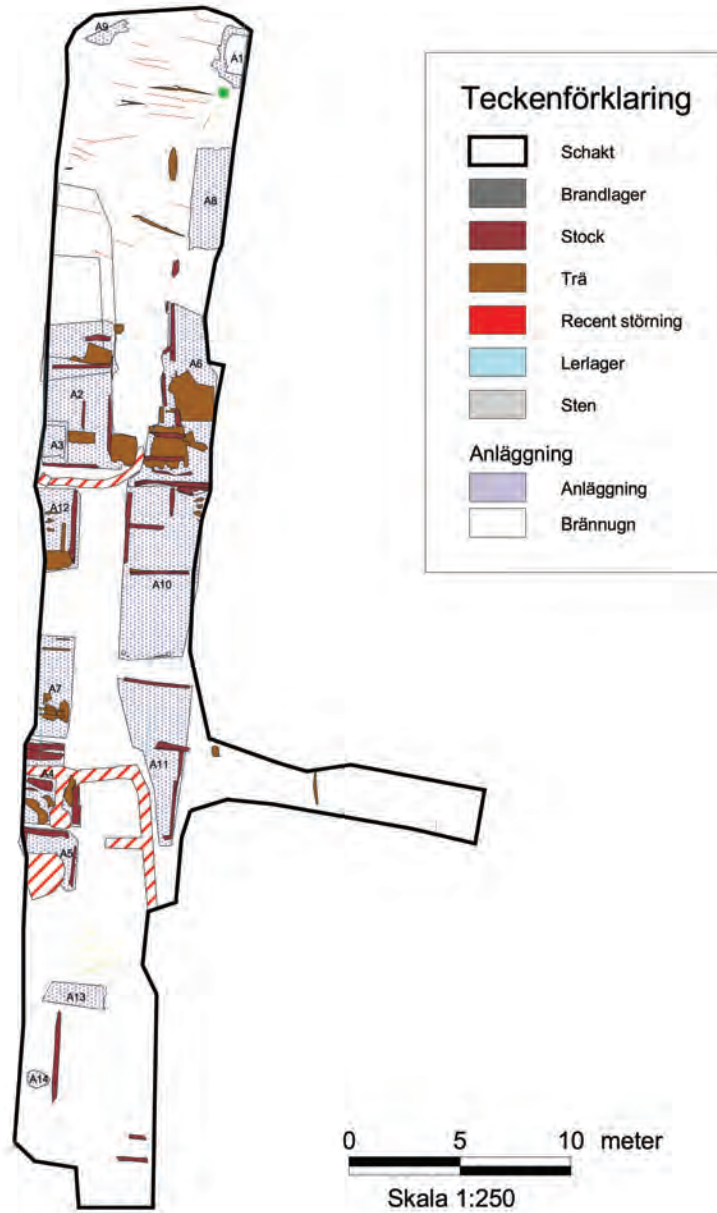 A9
A1
A8
A6
A2
A3
A12
A10
A7
A11
A4
A5
A13
A14
Teckenförklaring
Schakt
Brandlager
Stock
Trä
Recent störning
Lerlager
Sten
Anläggning
Anläggning
Brännugn
0 5 10 meter
Skala 1:250